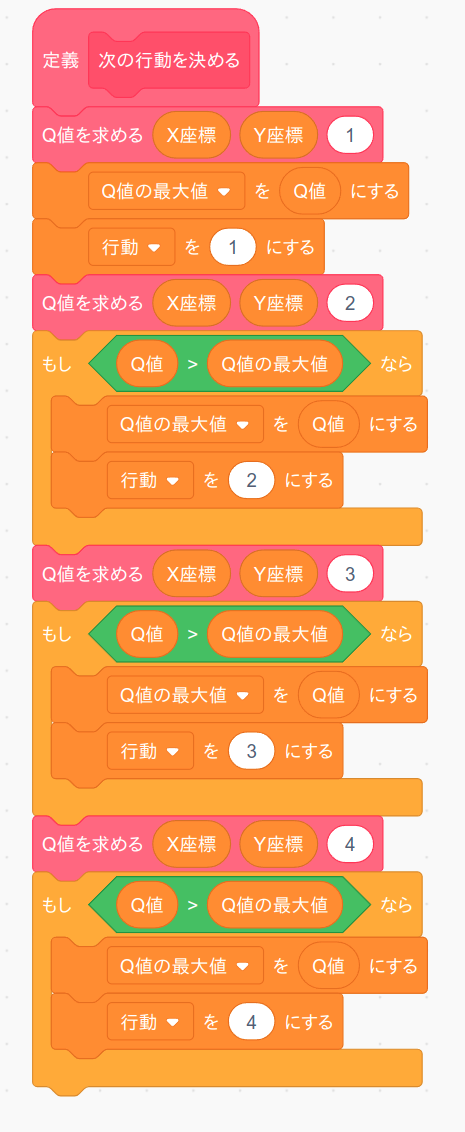 定義 次の行動を決める
Q値を求める X座標 Y座標 1
Q値の最大値 を Q値 にする
行動 を 1 にする
Q値を求める X座標 Y座標 2
もし Q値 > Q値の最大値 なら
Q値の最大値 を Q値 にする
行動 を 2 にする
Q値を求める X座標 Y座標 3
もし Q値 > Q値の最大値 なら
Q値の最大値 を Q値 にする
行動 を 3 にする
Q値を求める X座標 Y座標 4
もし Q値 > Q値の最大値 なら
Q値の最大値 を Q値 にする
行動 を 4 にする